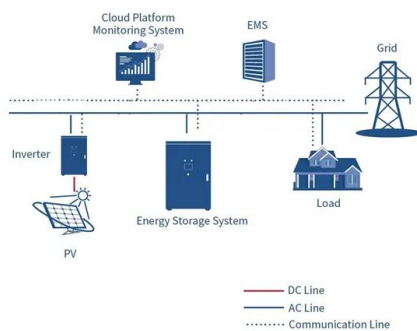 Cloud Platform
Monitoring System
EMS
Grid
Inverter
Energy Storage System
Load
PV
DC Line
AC Line
Communication Line